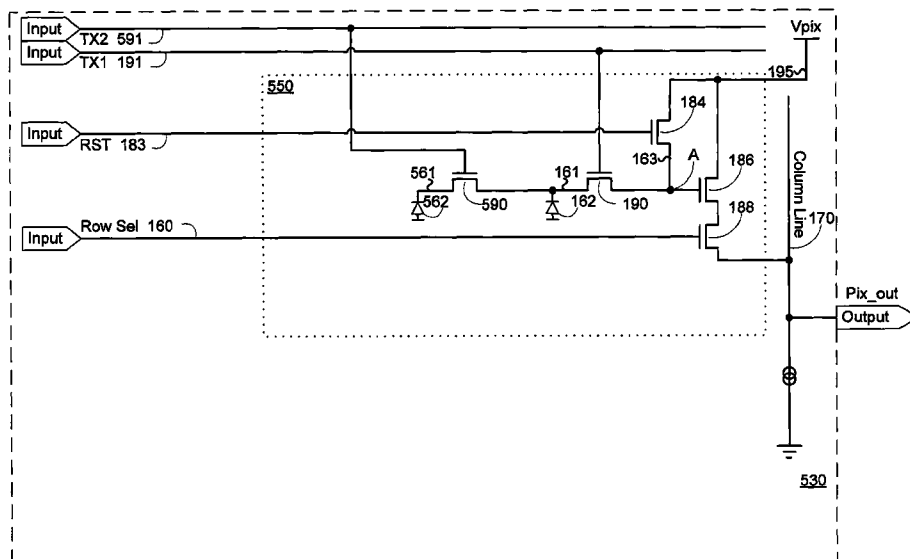 Input
TX2 591
Input
TX1 191
Vpix
195
550
184
Input
RST 183
163
A
186
561
161
562
590
162
190
188
Column Line
170
Input
Row Sel 160
Pix_out
Output
530